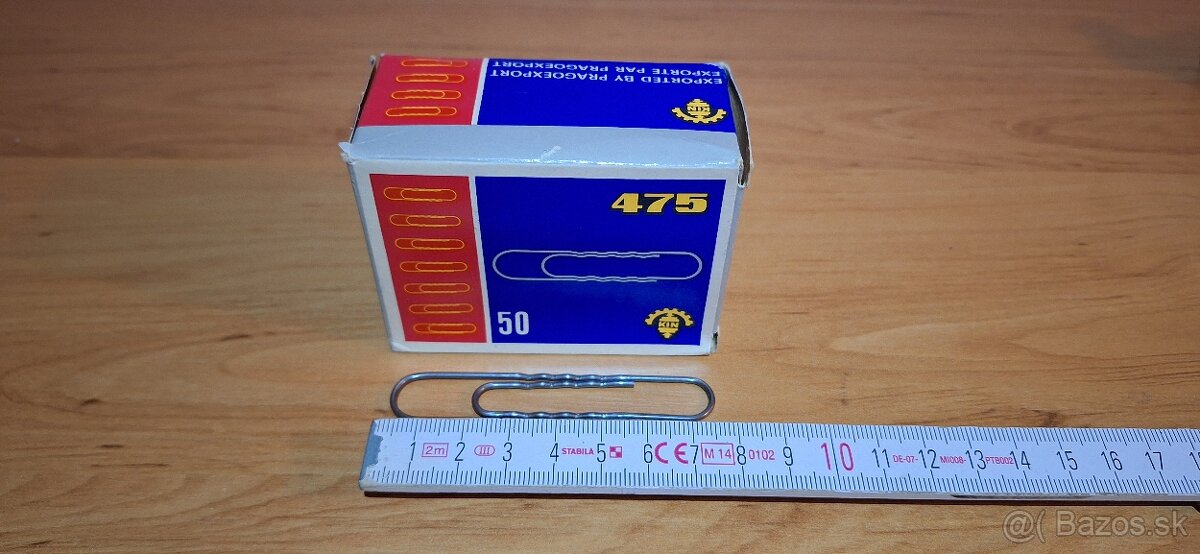 EXPORTED BY PRAGOEXPORT
EXPORTE PAR PRAGOEXPORT
KIN
475
50
KIN
1 2m 2 III 3 4 STABILA 5 6 CE 7 M 14 8 0102 9 10 11 DE-07- 12 MI008- 13 PTB002 14 15 16 17 18
@( Bazos.sk